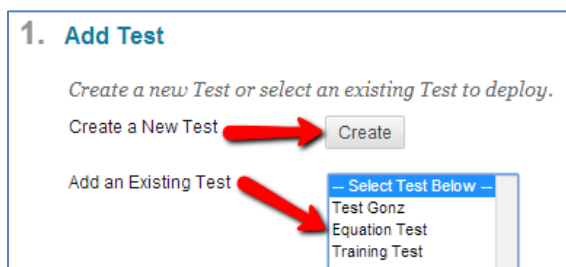 1. Add Test
Create a new Test or select an existing Test to deploy.
Create a New Test Create
Add an Existing Test -- Select Test Below --
Test Gonz
Equation Test
Training Test